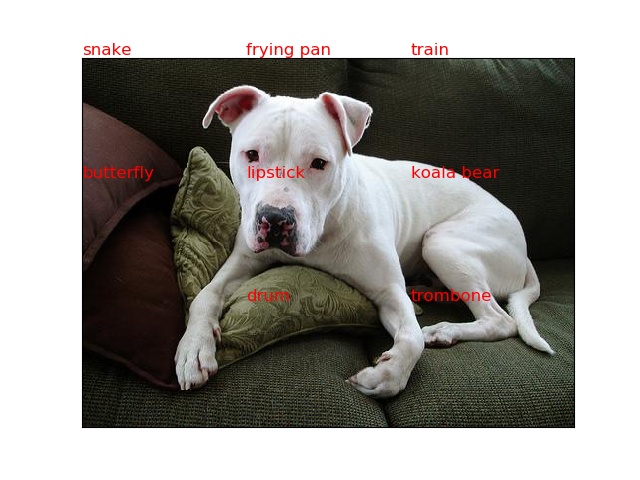 snake frying pan train
butterfly lipstick koala bear
drum trombone